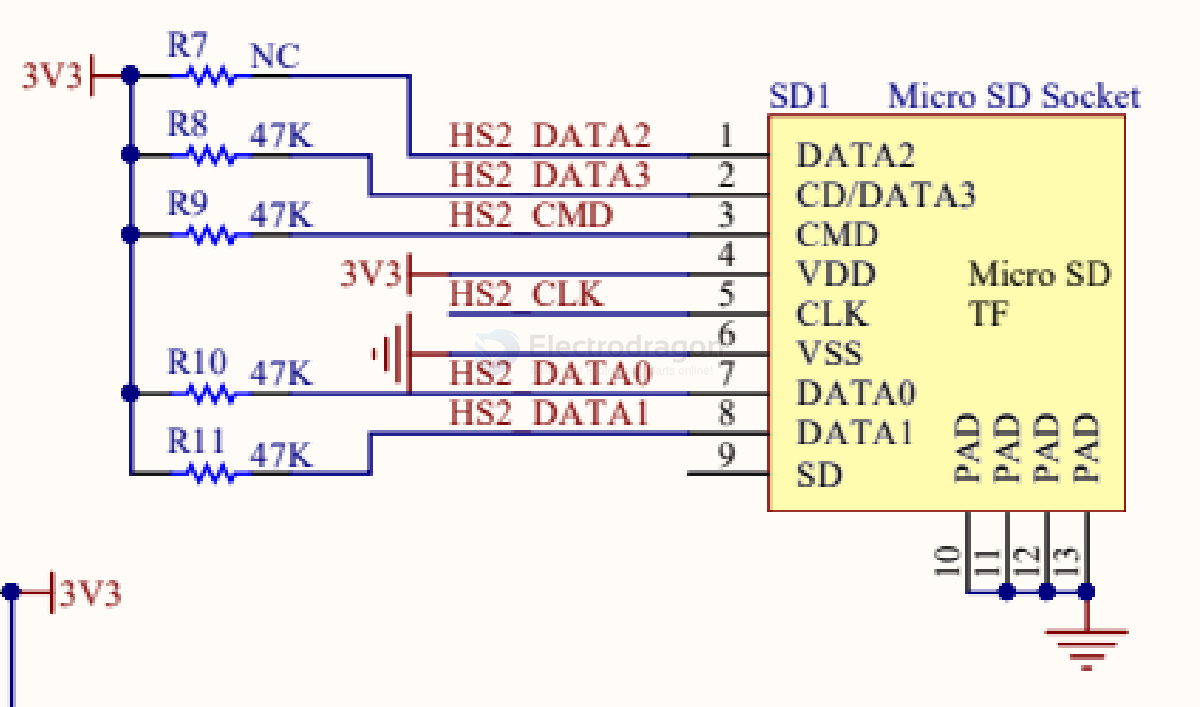 R7 NC
3V3
SD1 Micro SD Socket
R8 47K
HS2_DATA2 1 DATA2
HS2_DATA3 2 CD/DATA3
R9 47K
HS2_CMD 3 CMD
3V3 4 VDD Micro SD
HS2_CLK 5 CLK TF
Electrodragon 6 VSS
R10 47K
HS2_DATA0 7 DATA0
HS2_DATA1 8 DATA1
R11 47K
9 SD
PAD PAD PAD PAD
10 11 12 13
3V3